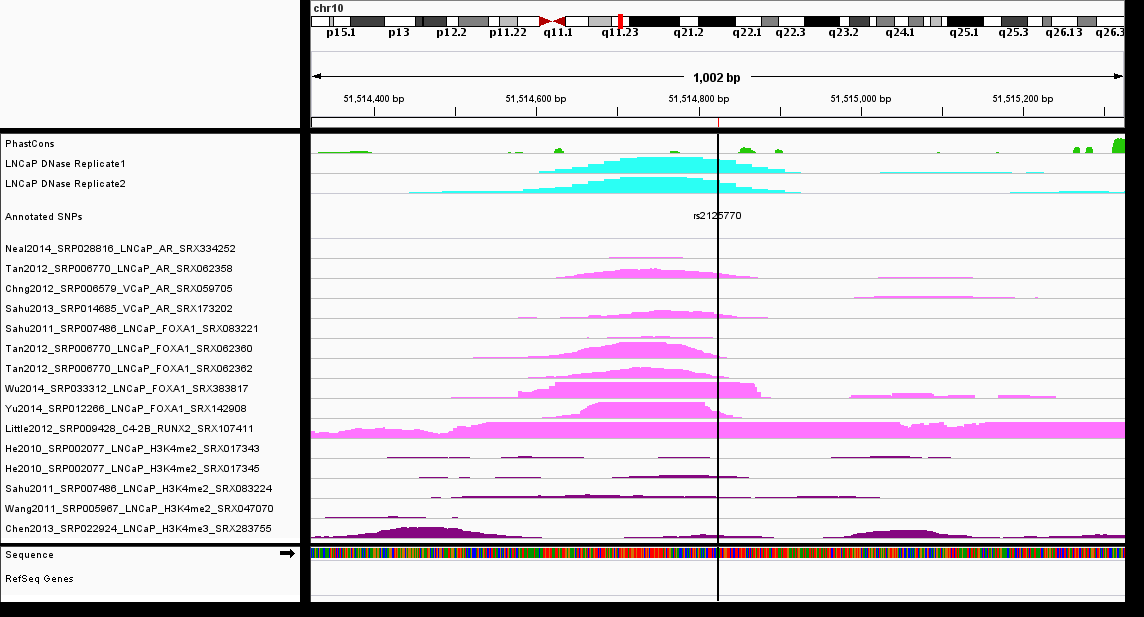 chr10
p15.1 p13 p12.2 p11.22 q11.1 q11.23 q21.2 q22.1 q22.3 q23.2 q24.1 q25.1 q25.3 q26.13 q26.3
1,002 bp
51,514,400 bp 51,514,600 bp 51,514,800 bp 51,515,000 bp 51,515,200 bp
PhastCons
LNCaP DNase Replicate1
LNCaP DNase Replicate2
Annotated SNPs rs2125770
Neal2014_SRP028816_LNCaP_AR_SRX334252
Tan2012_SRP006770_LNCaP_AR_SRX062358
Chng2012_SRP006579_VCaP_AR_SRX059705
Sahu2013_SRP014685_VCaP_AR_SRX173202
Sahu2011_SRP007486_LNCaP_FOXA1_SRX083221
Tan2012_SRP006770_LNCaP_FOXA1_SRX062360
Tan2012_SRP006770_LNCaP_FOXA1_SRX062362
Wu2014_SRP033312_LNCaP_FOXA1_SRX383817
Yu2014_SRP012266_LNCaP_FOXA1_SRX142908
Little2012_SRP009428_C4-2B_RUNX2_SRX107411
He2010_SRP002077_LNCaP_H3K4me2_SRX017343
He2010_SRP002077_LNCaP_H3K4me2_SRX017345
Sahu2011_SRP007486_LNCaP_H3K4me2_SRX083224
Wang2011_SRP005967_LNCaP_H3K4me2_SRX047070
Chen2013_SRP022924_LNCaP_H3K4me3_SRX283755
Sequence
RefSeq Genes